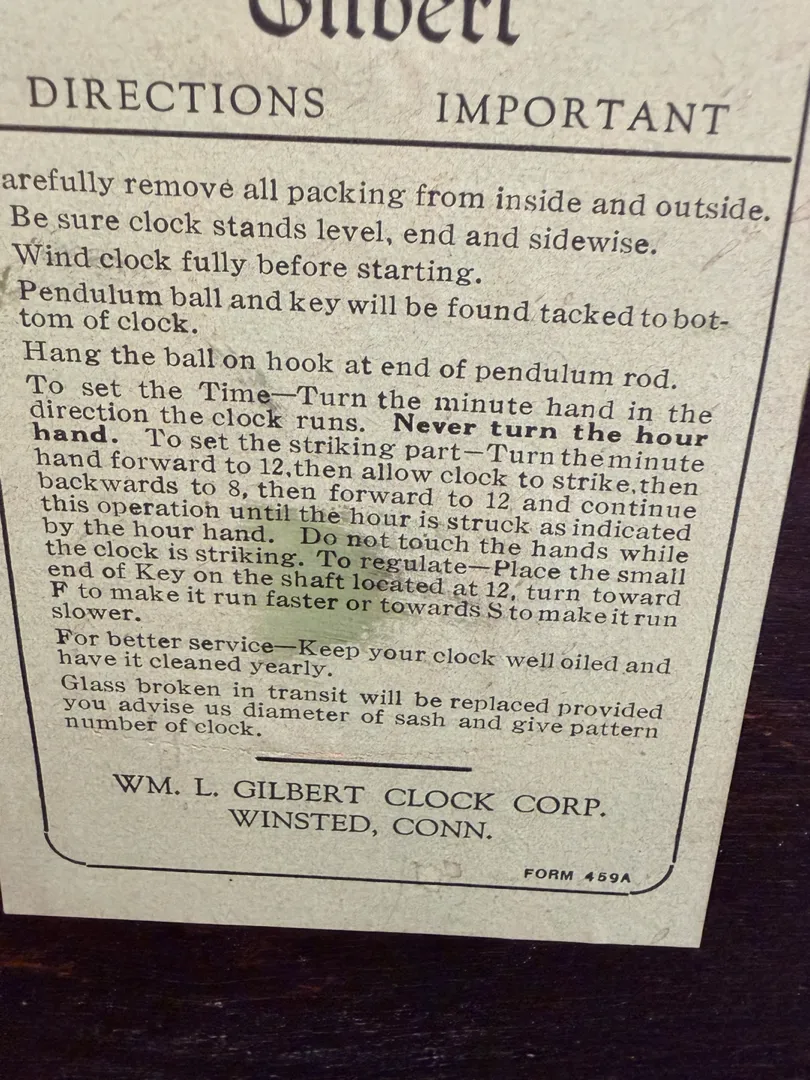 Gilbert
DIRECTIONS IMPORTANT
arefully remove all packing from inside and outside.
Be sure clock stands level, end and sidewise.
Wind clock fully before starting.
Pendulum ball and key will be found tacked to bot-
tom of clock.
Hang the ball on hook at end of pendulum rod.
To set the Time—Turn the minute hand in the
direction the clock runs. Never turn the hour
hand. To set the striking part—Turn the minute
hand forward to 12, then allow clock to strike, then
backwards to 8, then forward to 12 and continue
this operation until the hour is struck as indicated
by the hour hand. Do not touch the hands while
the clock is striking. To regulate—Place the small
end of Key on the shaft located at 12, turn toward
F to make it run faster or towards S to make it run
slower.
For better service—Keep your clock well oiled and
have it cleaned yearly.
Glass broken in transit will be replaced provided
you advise us diameter of sash and give pattern
number of clock.
WM. L. GILBERT CLOCK CORP.
WINSTED, CONN.
FORM 459A